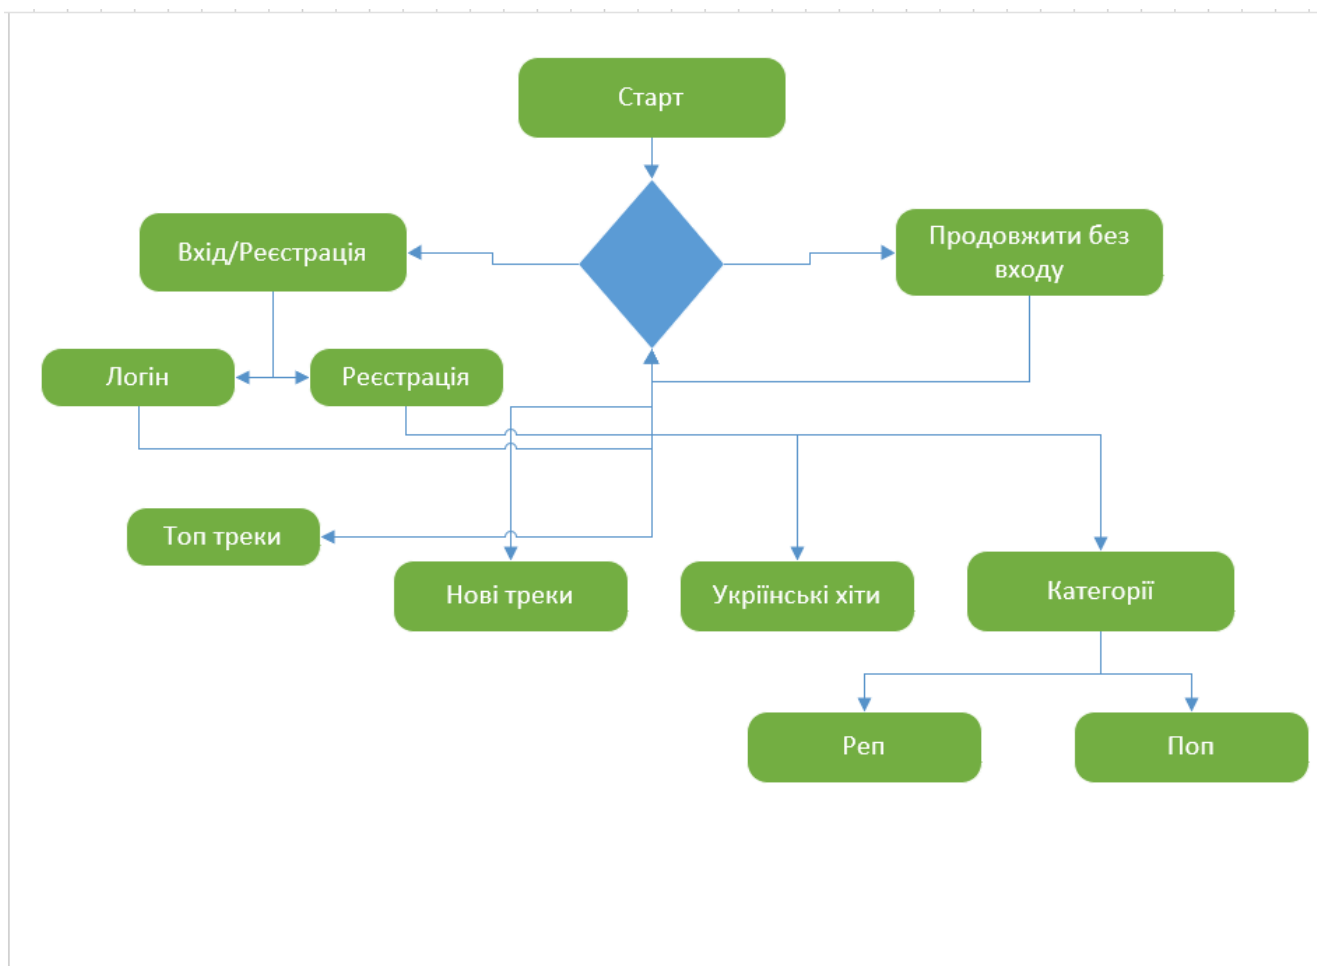 Старт
Вхід/Реєстрація
Продовжити без
входу
Логін
Реєстрація
Топ треки
Нові треки
Укріїнські хіти
Категорії
Реп
Поп